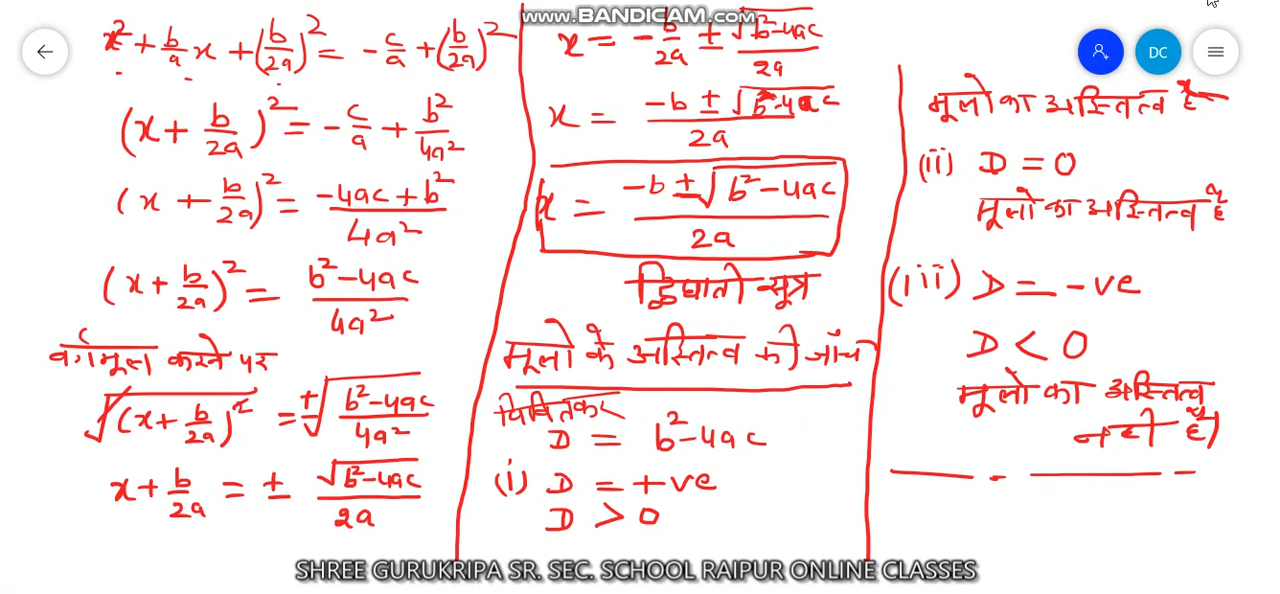 www.BANDICAM.com
DC
x² + b/a x + (b/2a)² = -c/a + (b/2a)²
(x + b/2a)² = -c/a + b²/4a²
(x + b/2a)² = -4ac + b²/4a²
(x + b/2a)² = b² - 4ac/4a²
वर्गमूल करने पर
√(x + b/2a)² = ±√b² - 4ac/4a²
x + b/2a = ± √b² - 4ac/2a
x = -b/2a ± √b² - 4ac/2a
x = -b ± √b² - 4ac/2a
x = -b ± √b² - 4ac/2a
द्विघाती सूत्र
मूलो के अस्तित्व की जांच
D = b² - 4ac
(i) D = +ve
D > 0
मूलो का अस्तित्व है
(ii) D = 0
मूलो का अस्तित्व है
(iii) D = -ve
D < 0
मूलो का अस्तित्व
नही है।
SHREE GURUKRIPA SR. SEC. SCHOOL RAIPUR ONLINE CLASSES